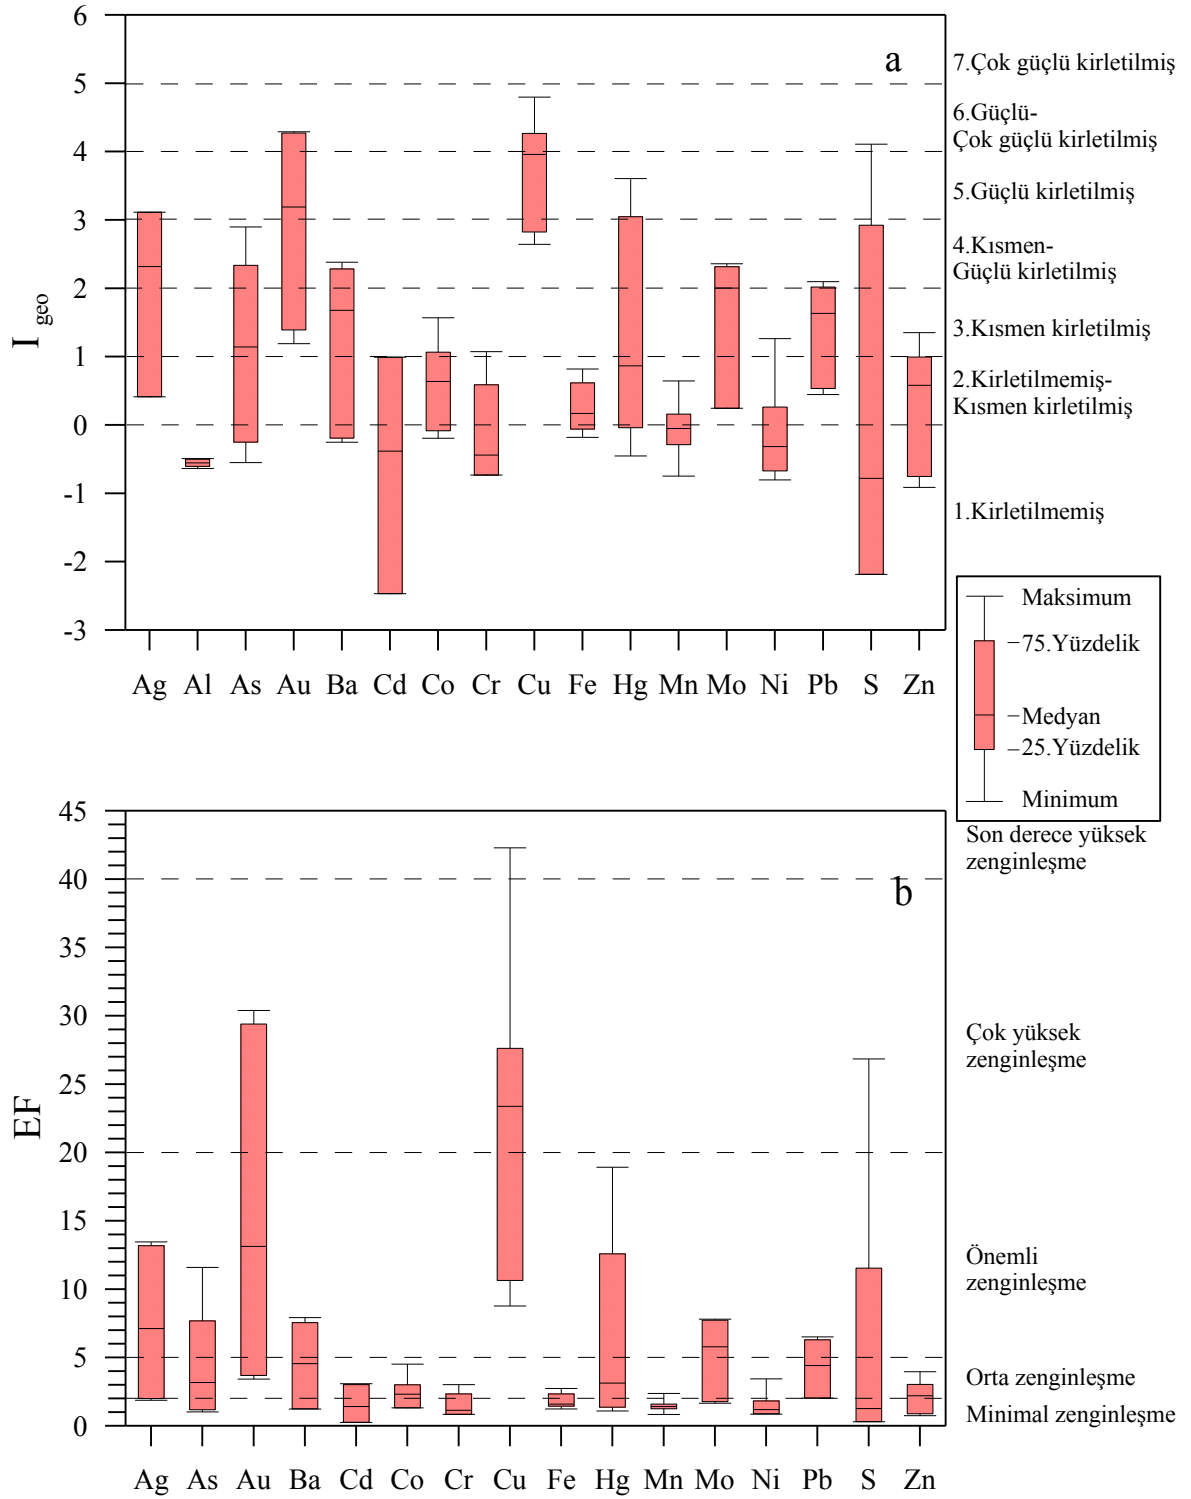 6
5
4
3
2
1
0
-1
-2
-3
I geo
a
7.Çok güçlü kirletilmiş
6.Güçlü-
Çok güçlü kirletilmiş
5.Güçlü kirletilmiş
4.Kısmen-
Güçlü kirletilmiş
3.Kısmen kirletilmiş
2.Kirletilmemiş-
Kısmen kirletilmiş
1.Kirletilmemiş
Ag Al As Au Ba Cd Co Cr Cu Fe Hg Mn Mo Ni Pb S Zn
Maksimum
75.Yüzdelik
Medyan
25.Yüzdelik
Minimum
45
40
35
30
25
20
15
10
5
2
0
EF
b
Son derece yüksek
zenginleşme
Çok yüksek
zenginleşme
Önemli
zenginleşme
Orta zenginleşme
Minimal zenginleşme
Ag As Au Ba Cd Co Cr Cu Fe Hg Mn Mo Ni Pb S Zn